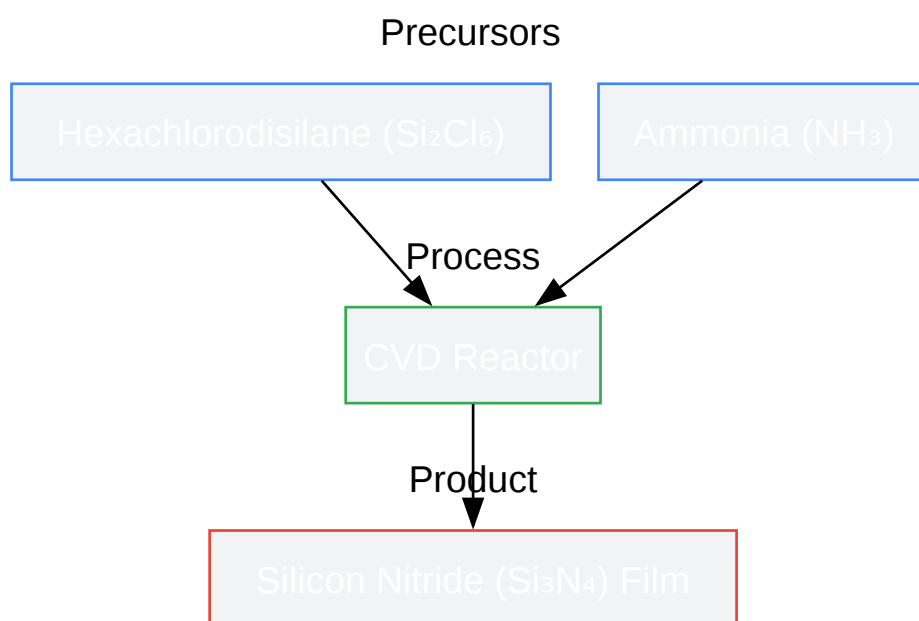 Precursors
Hexachlorodisilane (Si₂Cl₆)
Ammonia (NH₃)
Process
CVD Reactor
Product
Silicon Nitride (Si₃N₄) Film